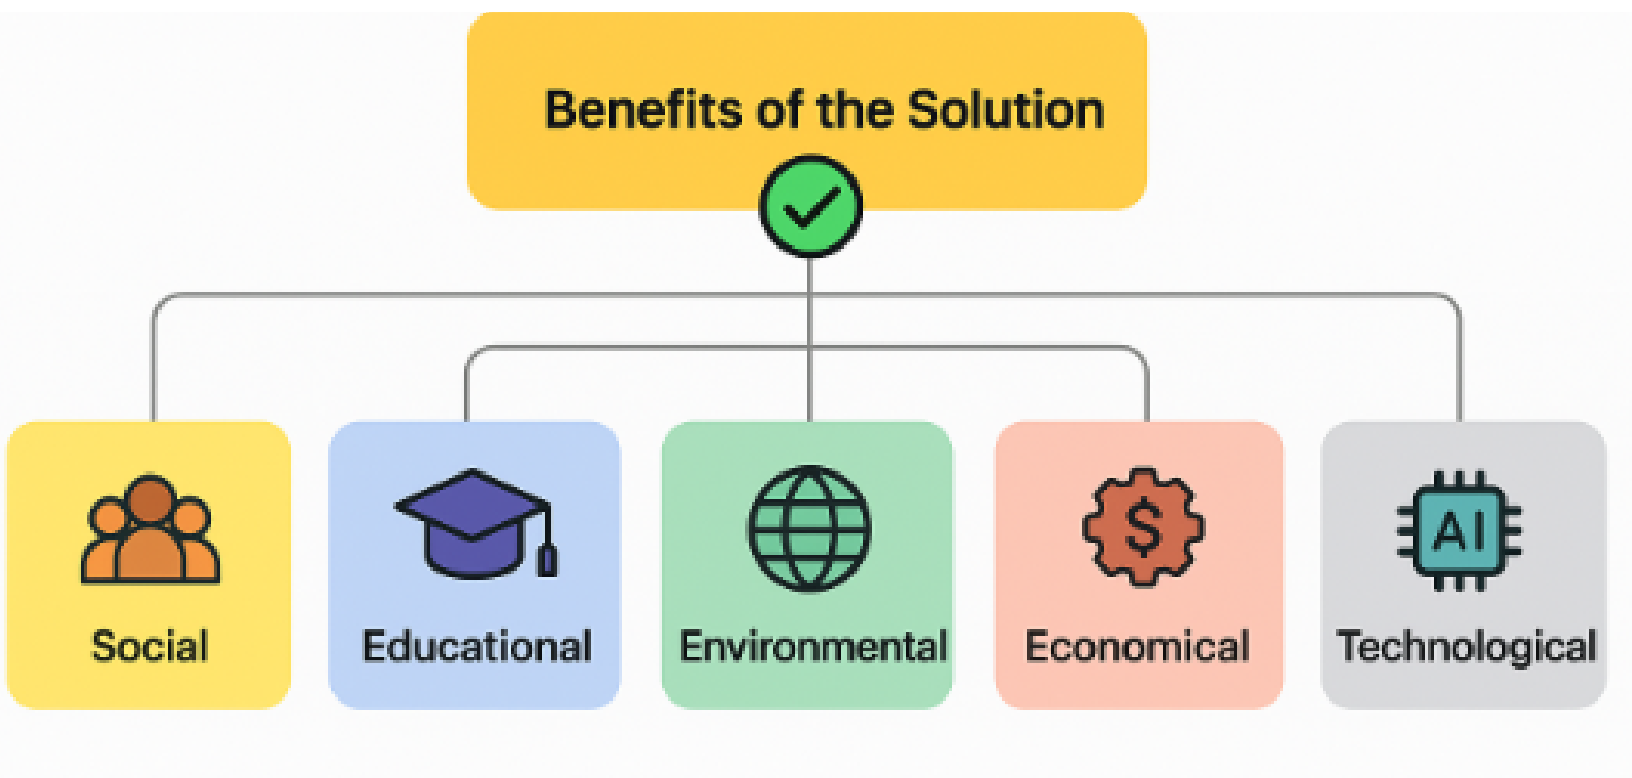 Benefits of the Solution
Social
Educational
Environmental
Economical
AI
Technological